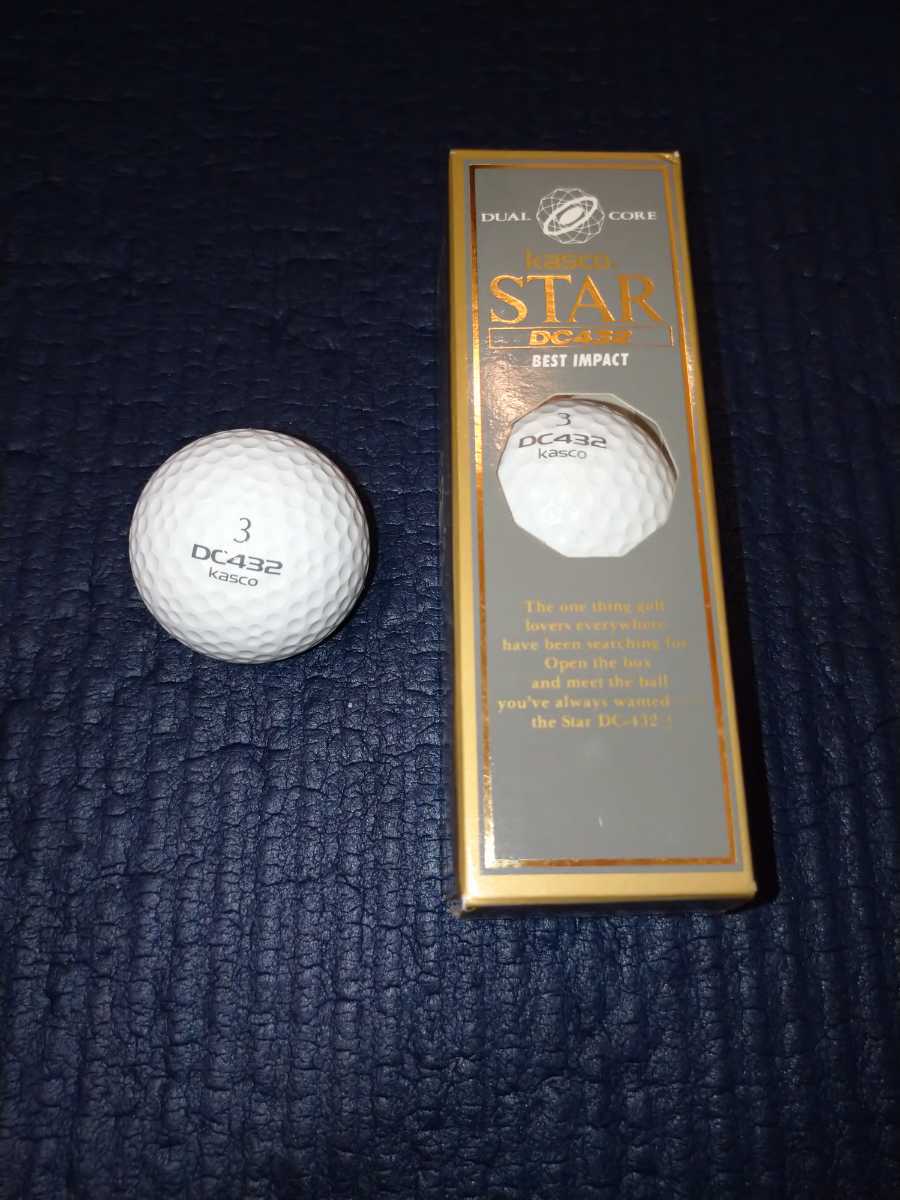 3
DC432
kasco
DUAL CORE
kasco.
STAR
DC432
BEST IMPACT
3
DC432
kasco
The one thing golf
lovers everywhere
have been searching for
Open the box
and meet the ball
you've always wanted
the Star DC-432 !